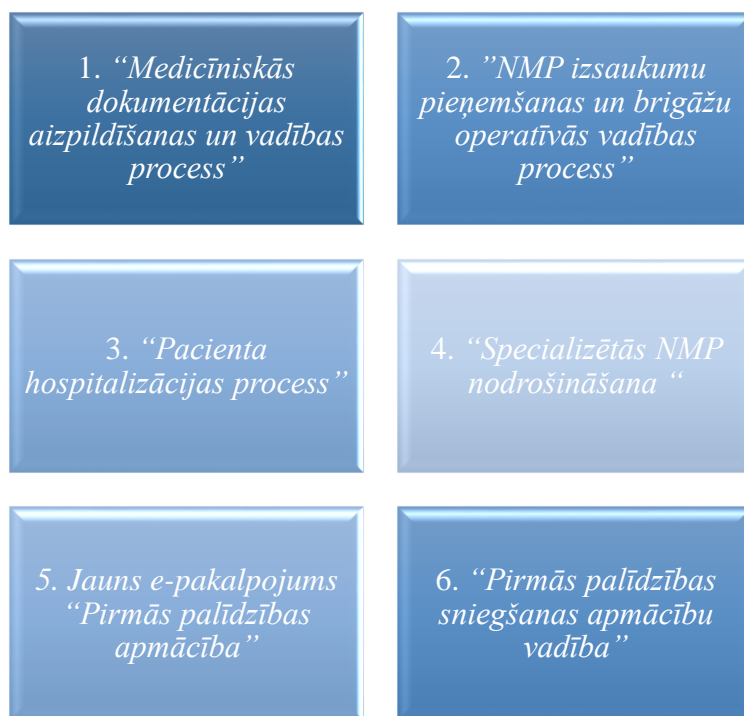 1. “Medicīniskās
dokumentācijas
aizpildīšanas un vadības
process”
2. ”NMP izsaukumu
pieņemšanas un brigāžu
operatīvās vadības
process”
3. “Pacienta
hospitalizācijas process”
4. “Specializētās NMP
nodrošināšana “
5. Jauns e-pakalpojums
“Pirmās palīdzības
apmācība”
6. “Pirmās palīdzības
sniegšanas apmācību
vadība”